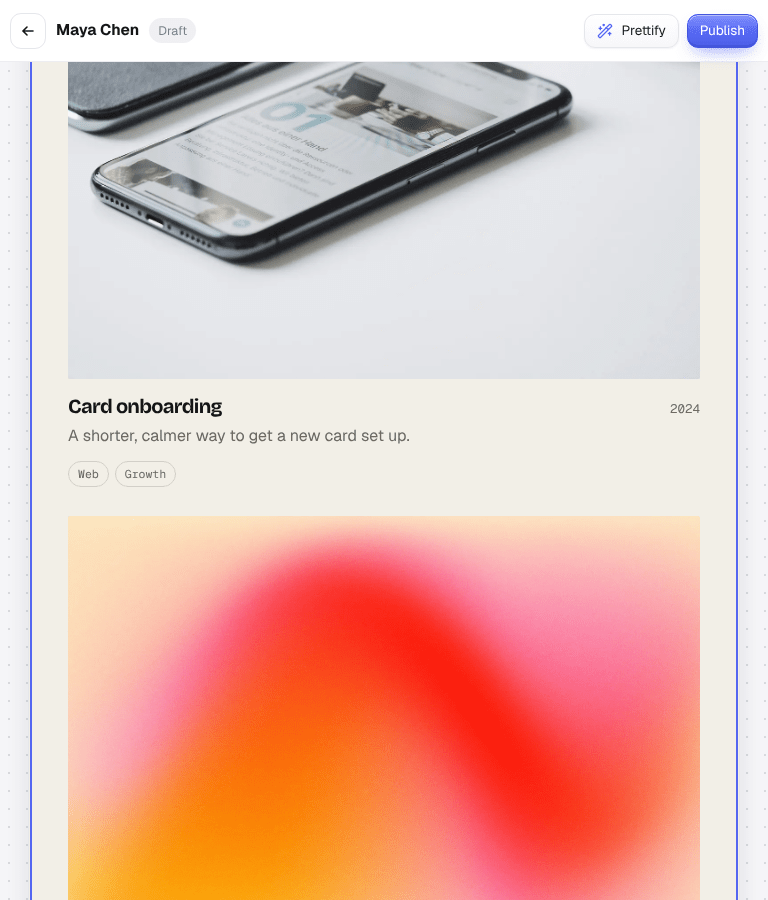 Maya Chen
Draft
Prettify
Publish
01
Card onboarding
2024
A shorter, calmer way to get a new card set up.
Web
Growth